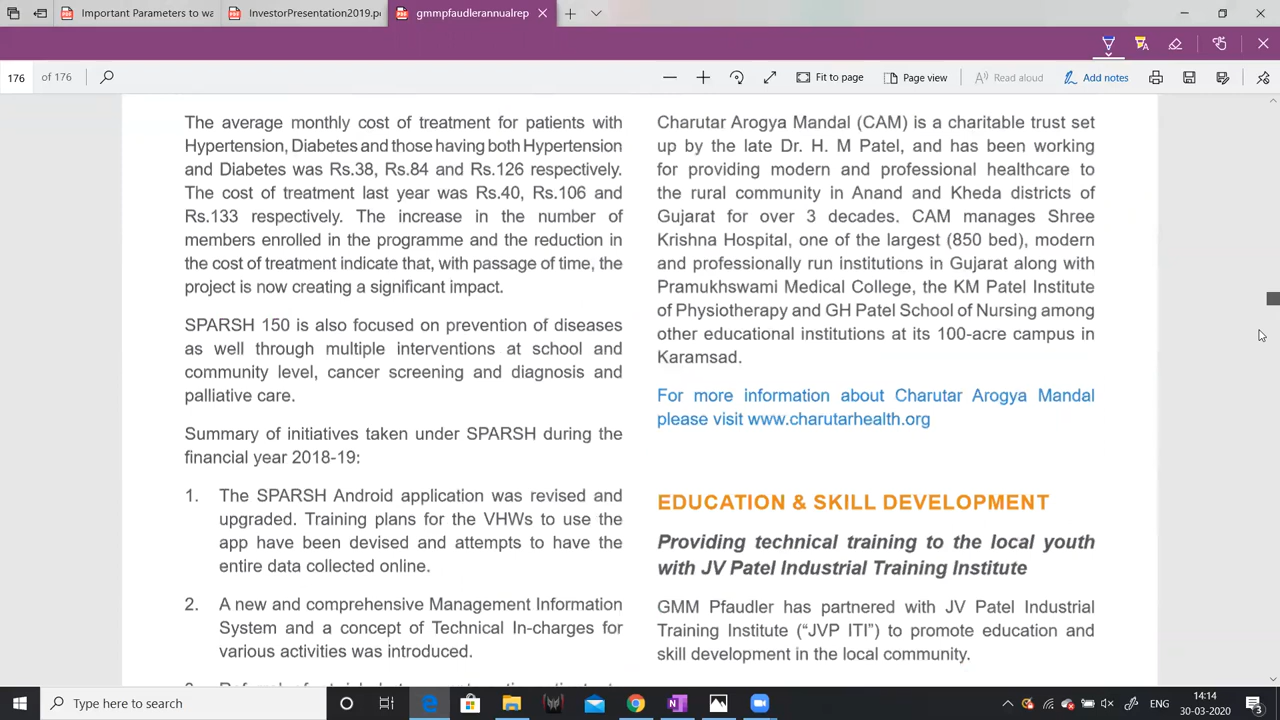 Important Parameters to wa
InvestorPresentation2019.pc
gmmpfaudlerannualrep
176 of 176
Fit to page
Page view
Read aloud
Add notes
The average monthly cost of treatment for patients with
Hypertension, Diabetes and those having both Hypertension
and Diabetes was Rs.38, Rs.84 and Rs.126 respectively.
The cost of treatment last year was Rs.40, Rs.106 and
Rs.133 respectively. The increase in the number of
members enrolled in the programme and the reduction in
the cost of treatment indicate that, with passage of time, the
project is now creating a significant impact.
SPARSH 150 is also focused on prevention of diseases
as well through multiple interventions at school and
community level, cancer screening and diagnosis and
palliative care.
Summary of initiatives taken under SPARSH during the
financial year 2018-19:
1. The SPARSH Android application was revised and
upgraded. Training plans for the VHWs to use the
app have been devised and attempts to have the
entire data collected online.
2. A new and comprehensive Management Information
System and a concept of Technical In-charges for
various activities was introduced.
Charutar Arogya Mandal (CAM) is a charitable trust set
up by the late Dr. H. M Patel, and has been working
for providing modern and professional healthcare to
the rural community in Anand and Kheda districts of
Gujarat for over 3 decades. CAM manages Shree
Krishna Hospital, one of the largest (850 bed), modern
and professionally run institutions in Gujarat along with
Pramukhswami Medical College, the KM Patel Institute
of Physiotherapy and GH Patel School of Nursing among
other educational institutions at its 100-acre campus in
Karamsad.
For more information about Charutar Arogya Mandal
please visit www.charutarhealth.org
EDUCATION & SKILL DEVELOPMENT
Providing technical training to the local youth
with JV Patel Industrial Training Institute
GMM Pfaudler has partnered with JV Patel Industrial
Training Institute (“JVP ITI”) to promote education and
skill development in the local community.
Type here to search
14:14
30-03-2020
3